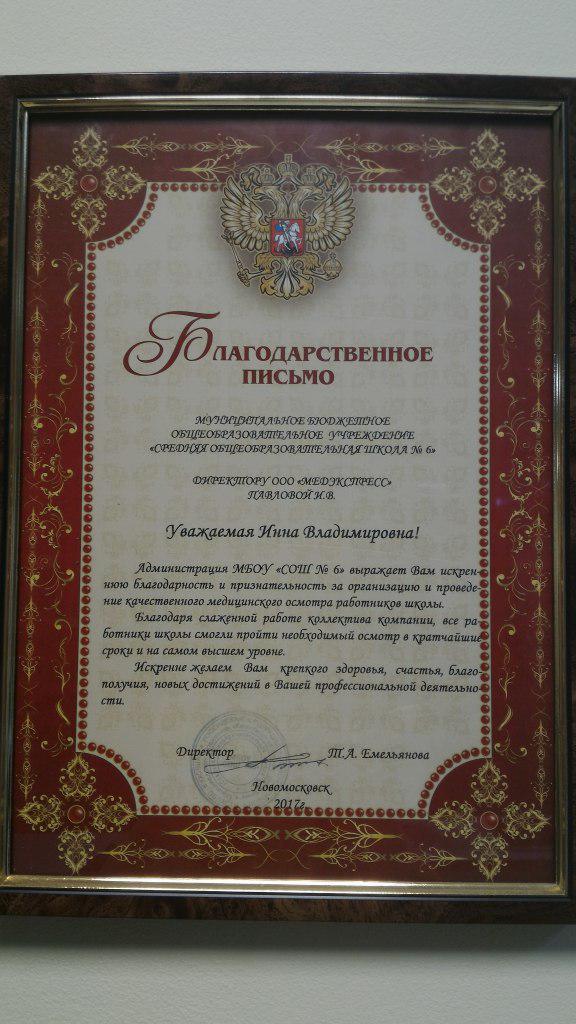 Благодарственное
письмо
МУНИЦИПАЛЬНОЕ БЮДЖЕТНОЕ
ОБЩЕОБРАЗОВАТЕЛЬНОЕ УЧРЕЖДЕНИЕ
«СРЕДНЯЯ ОБЩЕОБРАЗОВАТЕЛЬНАЯ ШКОЛА № 6»
ДИРЕКТОРУ ООО «МЕДЭКСПРЕСС»
ПАВЛОВОЙ И.В.
Уважаемая Инна Владимировна!
Администрация МБОУ «СОШ № 6» выражает Вам искрен-
нюю благодарность и признательность за организацию и проведе-
ние качественного медицинского осмотра работников школы.
Благодаря слаженной работе коллектива компании, все ра-
ботники школы смогли пройти необходимый осмотр в кратчайшие
сроки и на самом высшем уровне.
Искренне желаем Вам крепкого здоровья, счастья, благо-
получия, новых достижений в Вашей профессиональной деятельно-
сти.
Директор Т.А. Емельянова
Новомосковск
2017г.